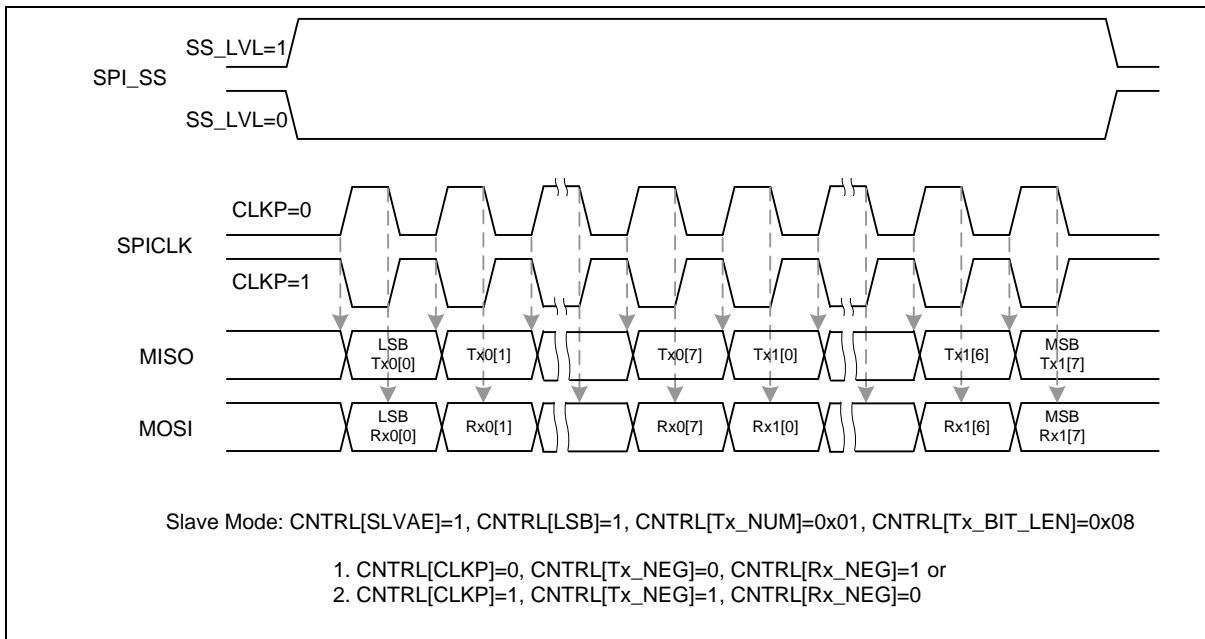 SS_LVL=1
SPI_SS
SS_LVL=0
CLKP=0
SPICLK
CLKP=1
MISO
LSB
Tx0[0]
Tx0[1]
Tx0[7]
Tx1[0]
Tx1[6]
MSB
Tx1[7]
MOSI
LSB
Rx0[0]
Rx0[1]
Rx0[7]
Rx1[0]
Rx1[6]
MSB
Rx1[7]
Slave Mode: CNTRL[SLVAE]=1, CNTRL[LSB]=1, CNTRL[Tx_NUM]=0x01, CNTRL[Tx_BIT_LEN]=0x08
1. CNTRL[CLKP]=0, CNTRL[Tx_NEG]=0, CNTRL[Rx_NEG]=1 or
2. CNTRL[CLKP]=1, CNTRL[Tx_NEG]=1, CNTRL[Rx_NEG]=0